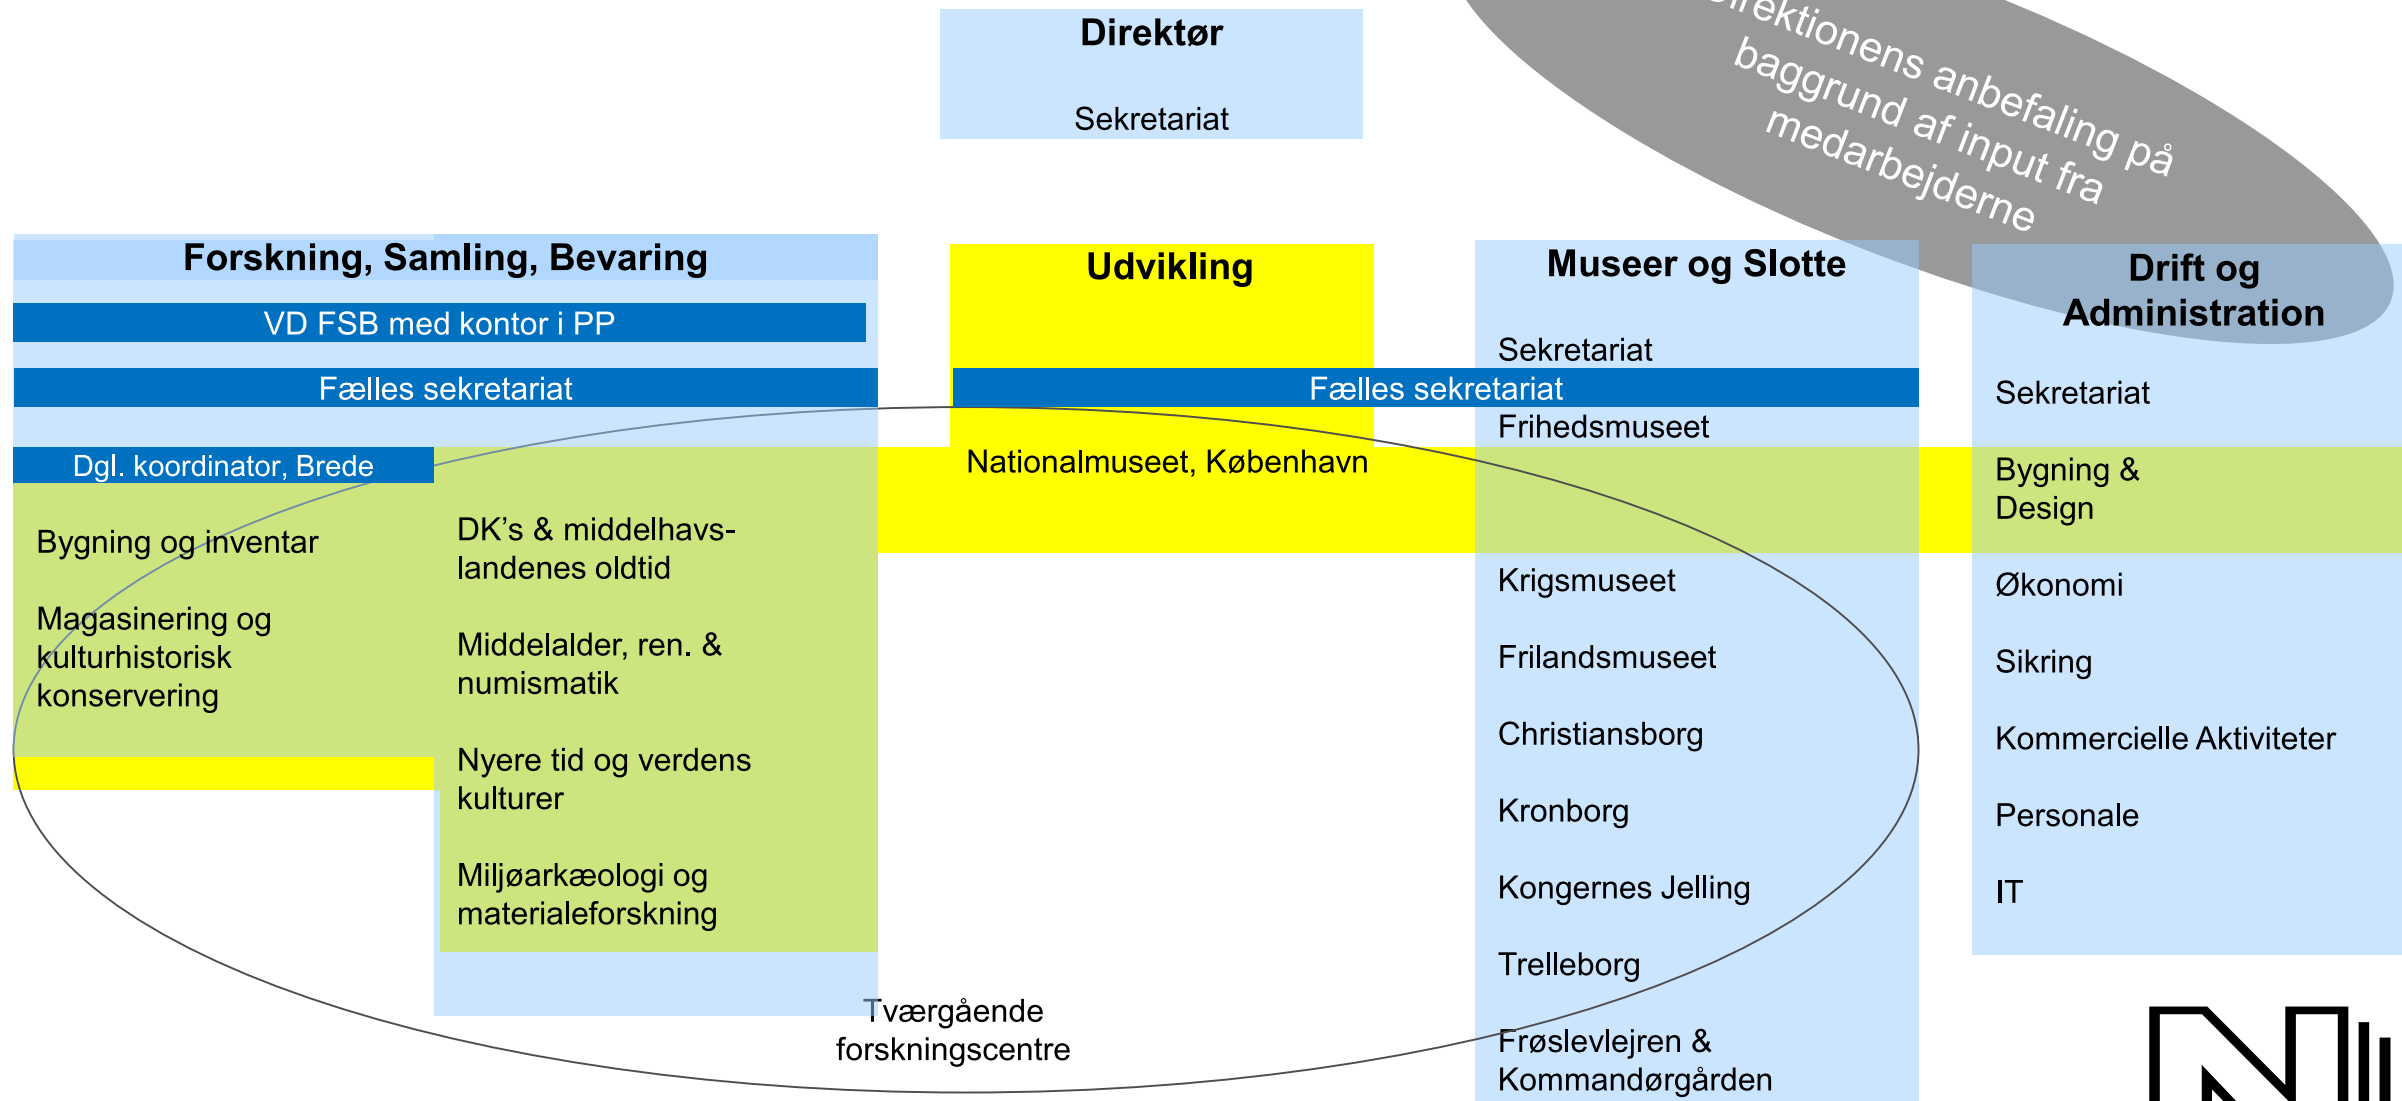 Direktør
Sekretariat
Direktionens anbefaling på
baggrund af input fra
medarbejderne
Forskning, Samling, Bevaring
VD FSB med kontor i PP
Fælles sekretariat
Dgl. koordinator, Brede
Bygning og inventar
Magasinering og
kulturhistorisk
konservering
DK’s & middelhavs-
landenes oldtid
Middelalder, ren. &
numismatik
Nyere tid og verdens
kulturer
Miljøarkæologi og
materialeforskning
Udvikling
Fælles sekretariat
Nationalmuseet, København
Tværgående
forskningscentre
Museer og Slotte
Sekretariat
Frihedsmuseet
Krigsmuseet
Frilandsmuseet
Christiansborg
Kronborg
Kongernes Jelling
Trelleborg
Frøslevlejren &
Kommandørgården
Drift og
Administration
Sekretariat
Bygning &
Design
Økonomi
Sikring
Kommercielle Aktiviteter
Personale
IT